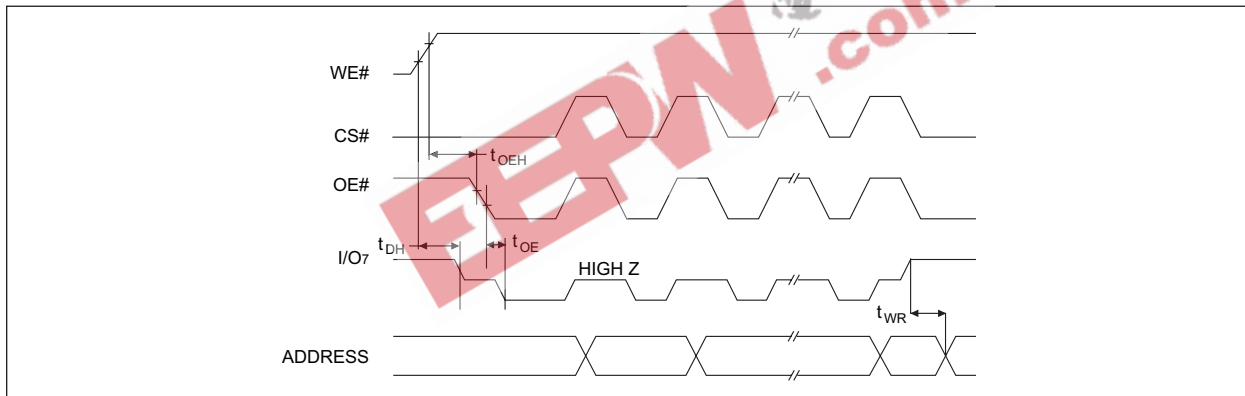 WE#
CS#
tOEH
OE#
tDH
tOE
I/O7
HIGH Z
tWR
ADDRESS
EEPW
.com